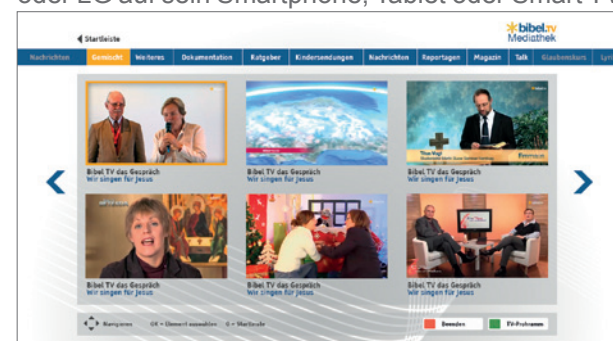 oder LG auf sein Smartphone, Tablet oder Smart-TV
Startleiste
bibel.tv
Mediathek
Nachrichten Gemischt Weiteres Dokumentation Ratgeber Kindersendungen Nachrichten Reportagen Magazin Talk Glaubenskurs
Bibel TV das Gespräch
Wir singen für Jesus
Bibel TV das Gespräch
Wir singen für Jesus
Bibel TV das Gespräch
Wir singen für Jesus
Bibel TV das Gespräch
Wir singen für Jesus
Bibel TV das Gespräch
Wir singen für Jesus
Bibel TV das Gespräch
Wir singen für Jesus
Navigieren OK = Element auswählen 0 = Startseite Beenden TV-Programm